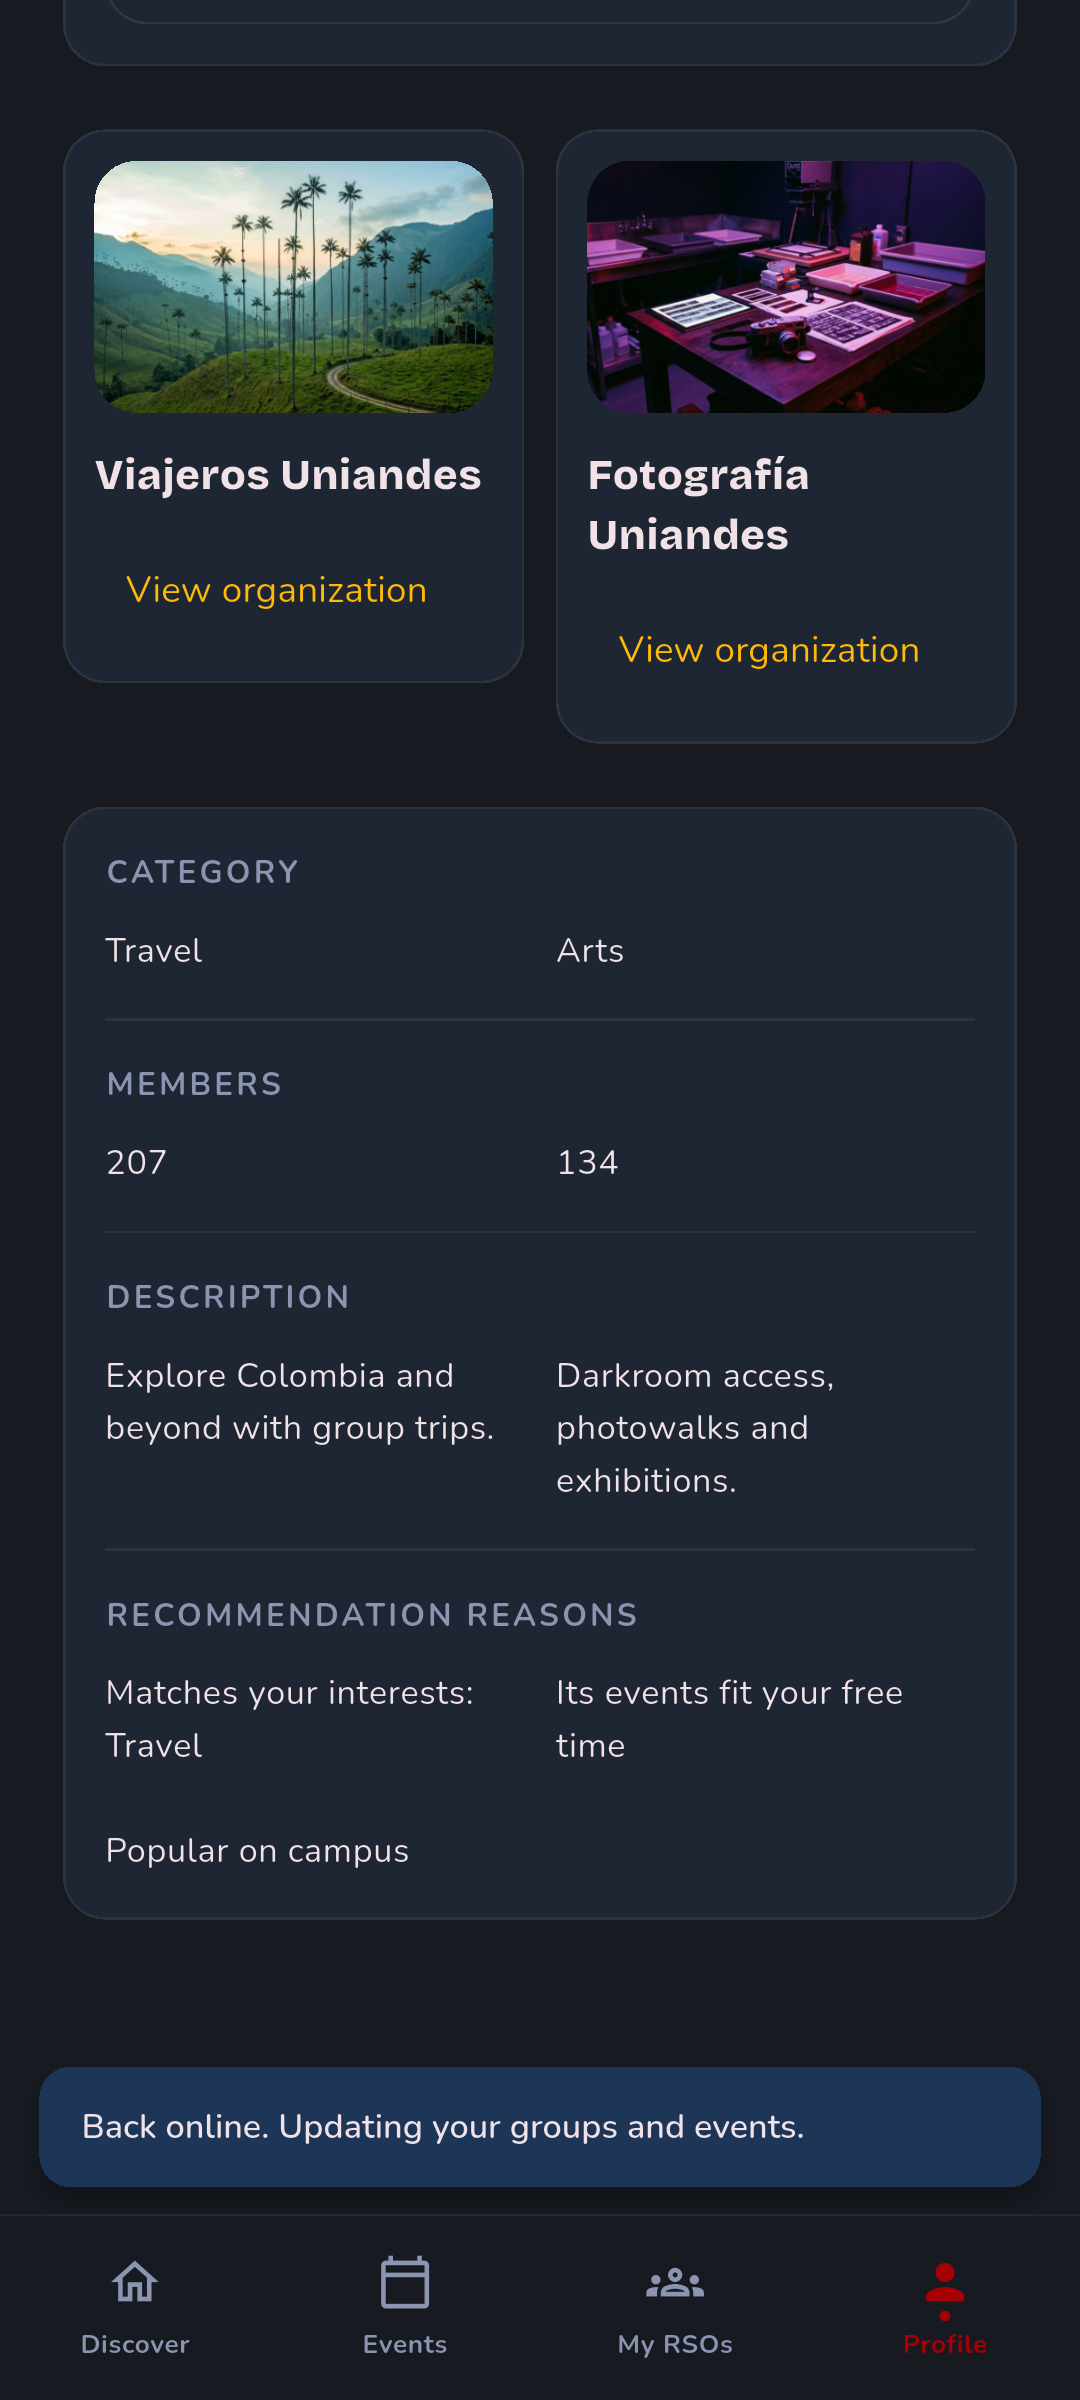 Viajeros Uniandes
View organization
Fotografía
Uniandes
View organization
CATEGORY
Travel
Arts
MEMBERS
207
134
DESCRIPTION
Explore Colombia and
beyond with group trips.
Darkroom access,
photowalks and
exhibitions.
RECOMMENDATION REASONS
Matches your interests:
Travel
Popular on campus
Its events fit your free
time
Back online. Updating your groups and events.
Discover
Events
My RSOs
Profile